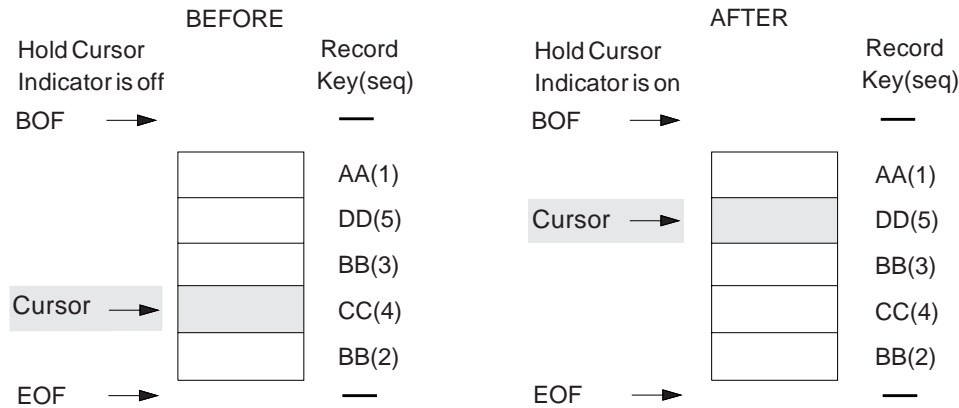 BEFORE
Hold Cursor
Indicator is off
Record
Key(seq)
BOF
AA(1)
DD(5)
BB(3)
Cursor
CC(4)
BB(2)
EOF
AFTER
Hold Cursor
Indicator is on
Record
Key(seq)
BOF
AA(1)
Cursor
DD(5)
BB(3)
CC(4)
BB(2)
EOF